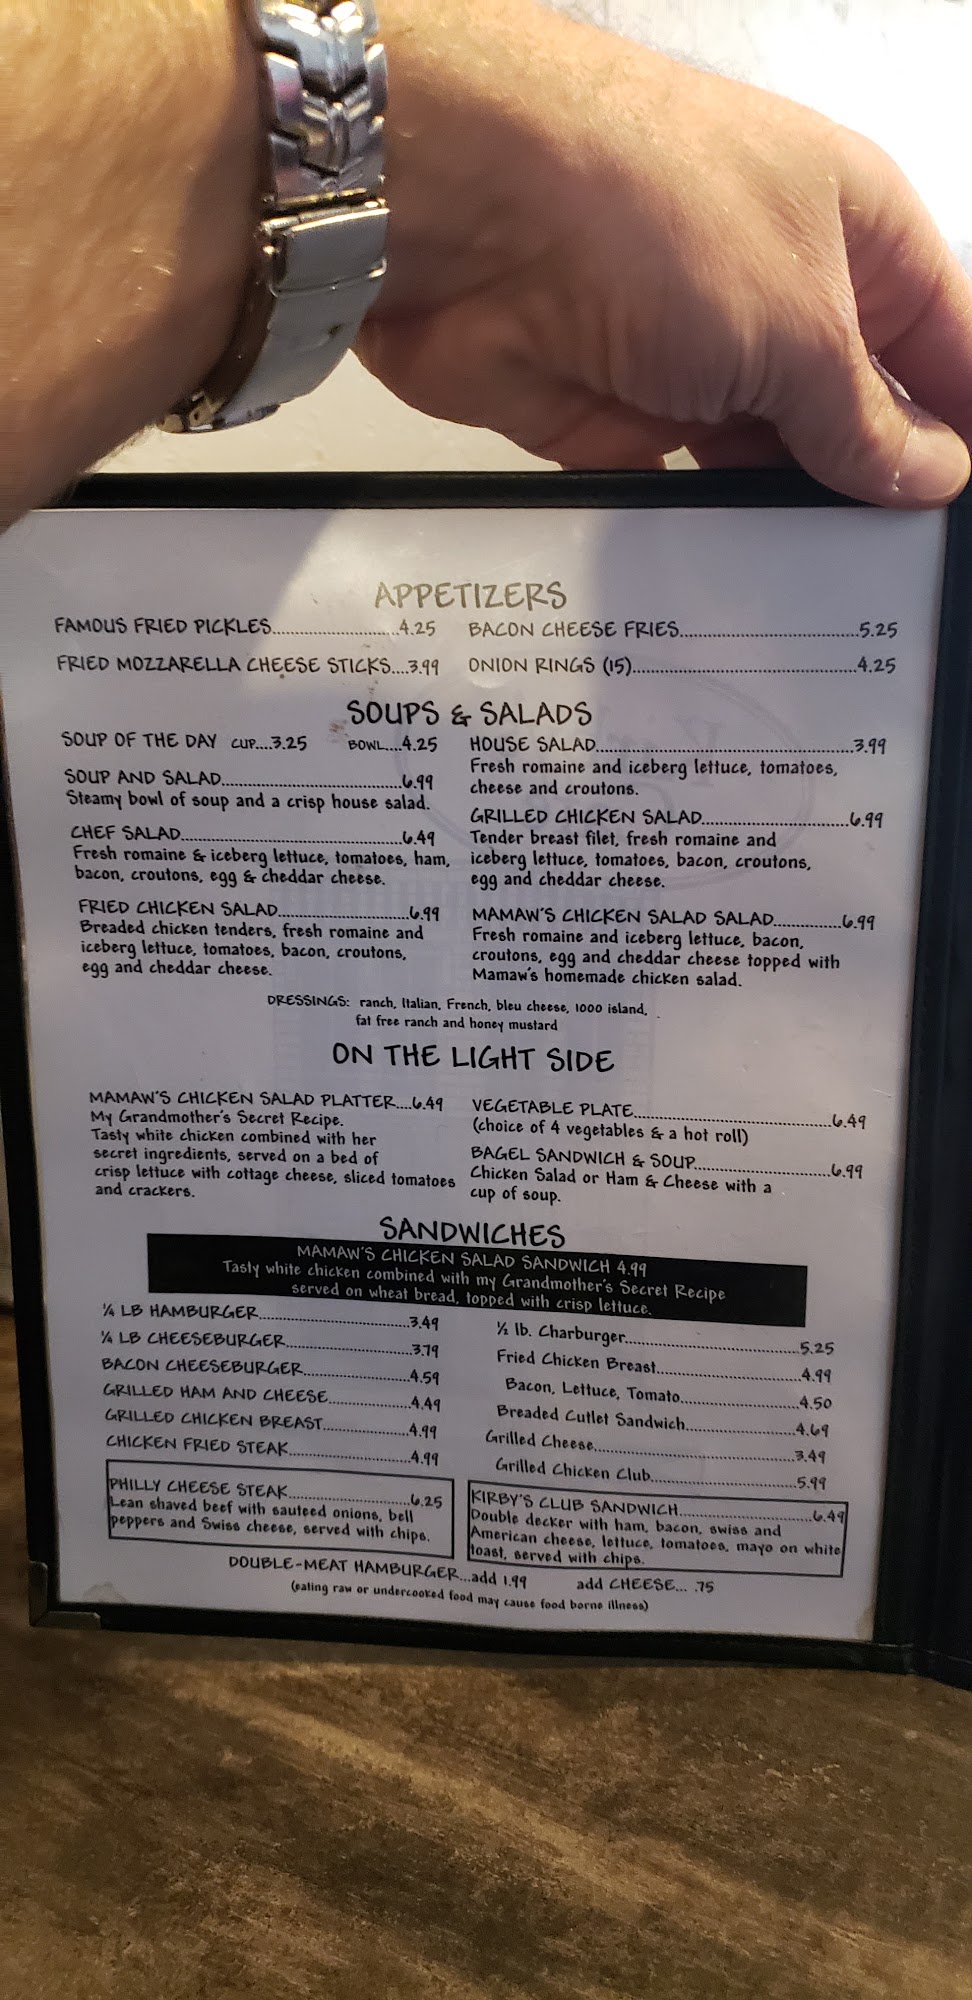 APPETIZERS
FAMOUS FRIED PICKLES..............................4.25
BACON CHEESE FRIES..........................................5.25
FRIED MOZZARELLA CHEESE STICKS....3.99
ONION RINGS (15)....................................................4.25
SOUPS & SALADS
SOUP OF THE DAY CUP....3.25 BOWL....4.25
SOUP AND SALAD..........................................6.99
Steamy bowl of soup and a crisp house salad.
CHEF SALAD....................................................6.49
Fresh romaine & iceberg lettuce, tomatoes, ham,
bacon, croutons, egg & cheddar cheese.
FRIED CHICKEN SALAD..............................6.99
Breaded chicken tenders, fresh romaine and
iceberg lettuce, tomatoes, bacon, croutons,
egg and cheddar cheese.
HOUSE SALAD............................................................3.99
Fresh romaine and iceberg lettuce, tomatoes,
cheese and croutons.
GRILLED CHICKEN SALAD..................................6.99
Tender breast filet, fresh romaine and
iceberg lettuce, tomatoes, bacon, croutons,
egg and cheddar cheese.
MAMAW'S CHICKEN SALAD SALAD................6.99
Fresh romaine and iceberg lettuce, bacon,
croutons, egg and cheddar cheese topped with
Mamaw's homemade chicken salad.
DRESSINGS: ranch, Italian, French, bleu cheese, 1000 island,
fat free ranch and honey mustard
ON THE LIGHT SIDE
MAMAW'S CHICKEN SALAD PLATTER....6.49
My Grandmother's Secret Recipe.
Tasty white chicken combined with her
secret ingredients, served on a bed of
crisp lettuce with cottage cheese, sliced tomatoes
and crackers.
VEGETABLE PLATE..............................................6.49
(choice of 4 vegetables & a hot roll)
BAGEL SANDWICH & SOUP................................6.99
Chicken Salad or Ham & Cheese with a
cup of soup.
SANDWICHES
MAMAW'S CHICKEN SALAD SANDWICH 4.99
Tasty white chicken combined with my Grandmother's Secret Recipe
served on wheat bread, topped with crisp lettuce.
¼ LB HAMBURGER....................................3.49
¼ LB CHEESEBURGER..............................3.79
BACON CHEESEBURGER..........................4.59
GRILLED HAM AND CHEESE....................4.49
GRILLED CHICKEN BREAST....................4.99
CHICKEN FRIED STEAK............................4.99
½ lb. Charburger..........................................5.25
Fried Chicken Breast..................................4.99
Bacon, Lettuce, Tomato............................4.50
Breaded Cutlet Sandwich..........................4.69
Grilled Cheese..............................................3.49
Grilled Chicken Club..................................5.99
PHILLY CHEESE STEAK............................6.25
Lean shaved beef with sauteed onions, bell
peppers and Swiss cheese, served with chips.
KIRBY'S CLUB SANDWICH................................6.49
Double decker with ham, bacon, swiss and
American cheese, lettuce, tomatoes, mayo on white
toast, served with chips.
DOUBLE-MEAT HAMBURGER...add 1.99 add CHEESE... .75
(eating raw or undercooked food may cause food borne illness)